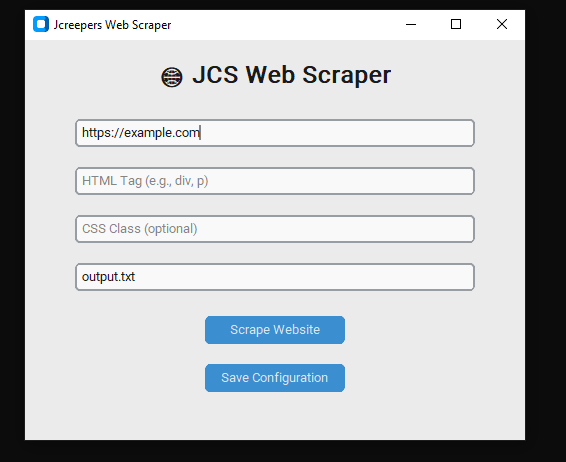 Jcreepers Web Scraper
JCS Web Scraper
https://example.com
HTML Tag (e.g., div, p)
CSS Class (optional)
output.txt
Scrape Website
Save Configuration